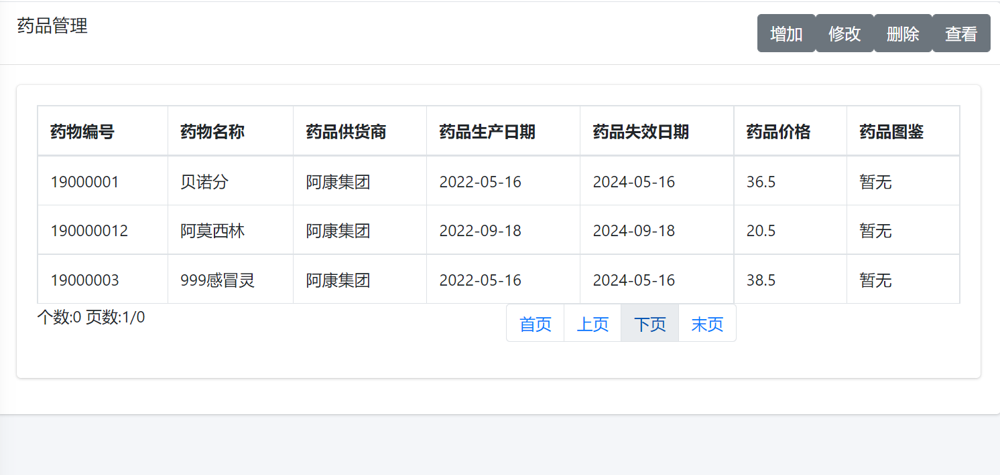 药品管理
增加 修改 删除 查看
药物编号 药物名称 药品供货商 药品生产日期 药品失效日期 药品价格 药品图鉴
19000001 贝诺分 阿康集团 2022-05-16 2024-05-16 36.5 暂无
190000012 阿莫西林 阿康集团 2022-09-18 2024-09-18 20.5 暂无
19000003 999感冒灵 阿康集团 2022-05-16 2024-05-16 38.5 暂无
个数:0 页数:1/0
首页 上页 下页 末页